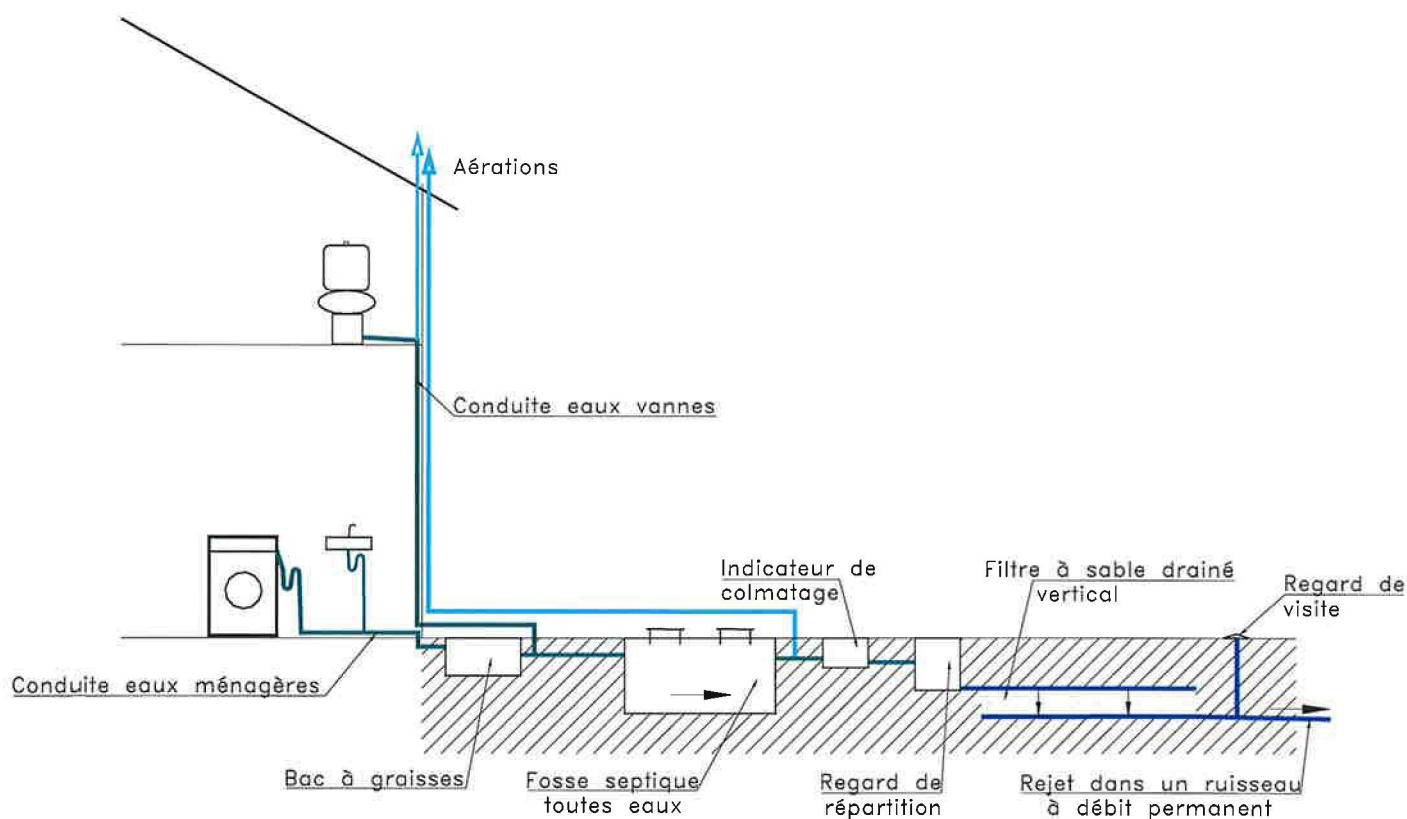 Aérations
Conduite eaux vannes
Indicateur de
colmatage
Filtre à sable drainé
vertical
Regard de
visite
Conduite eaux ménagères
Bac à graisses
Fosse septique
toutes eaux
Regard de
répartition
Rejet dans un ruisseau
à débit permanent